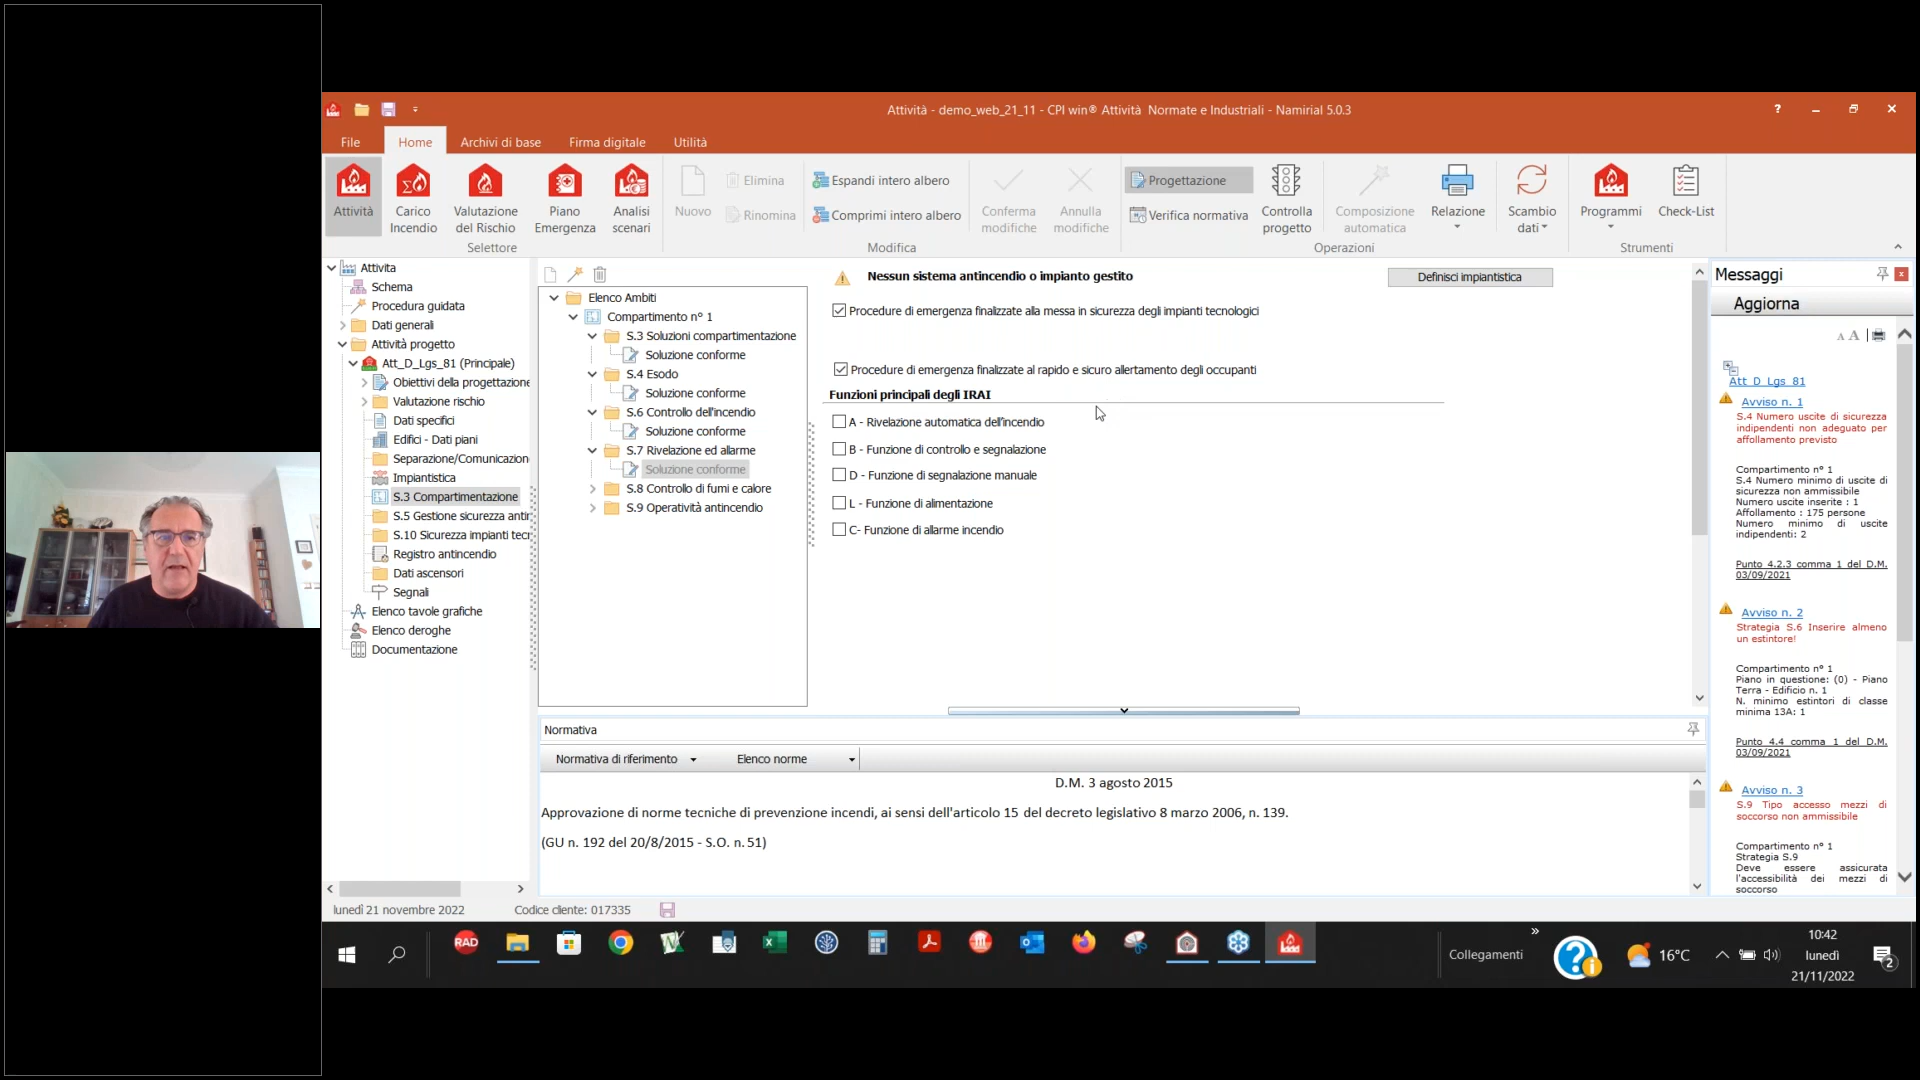 Attività - demo_web_21_11 - CPI win® Attività Normate e Industriali - Namirial 5.0.3
?
File
Home
Archivi di base
Firma digitale
Utilità
Attività
Carico
Incendio
Valutazione
del Rischio
Piano
Emergenza
Analisi
scenari
Selettore
Nuovo
Elimina
Rinomina
Espandi intero albero
Comprimi intero albero
Conferma
modifiche
Annulla
modifiche
Modifica
Progettazione
Verifica normativa
Controlla
progetto
Composizione
automatica
Relazione
Operazioni
Scambio
dati
Programmi
Check-List
Strumenti
Attivita
Schema
Procedura guidata
Dati generali
Attività progetto
Att_D_Lgs_81 (Principale)
Obiettivi della progettazione
Valutazione rischio
Dati specifici
Edifici - Dati piani
Separazione/Comunicazion
Impiantistica
S.3 Compartimentazione
S.5 Gestione sicurezza antir
S.10 Sicurezza impianti tecr
Registro antincendio
Dati ascensori
Segnali
Elenco tavole grafiche
Elenco deroghe
Documentazione
Elenco Ambiti
Compartimento n° 1
S.3 Soluzioni compartimentazione
Soluzione conforme
S.4 Esodo
Soluzione conforme
S.6 Controllo dell'incendio
Soluzione conforme
S.7 Rivelazione ed allarme
Soluzione conforme
S.8 Controllo di fumi e calore
S.9 Operatività antincendio
Nessun sistema antincendio o impianto gestito
Definisci impiantistica
Procedure di emergenza finalizzate alla messa in sicurezza degli impianti tecnologici
Procedure di emergenza finalizzate al rapido e sicuro allertamento degli occupanti
Funzioni principali degli IRAI
A - Rivelazione automatica dell'incendio
B - Funzione di controllo e segnalazione
D - Funzione di segnalazione manuale
L - Funzione di alimentazione
C- Funzione di allarme incendio
Normativa
Normativa di riferimento
Elenco norme
D.M. 3 agosto 2015
Approvazione di norme tecniche di prevenzione incendi, ai sensi dell'articolo 15 del decreto legislativo 8 marzo 2006, n. 139.
(GU n. 192 del 20/8/2015 - S.O. n. 51)
Messaggi
Aggiorna
A A
Att_D_Lgs_81
Avviso n. 1
S.4 Numero uscite di sicurezza
indipendenti non adeguato per
affollamento previsto
Compartimento n° 1
S.4 Numero minimo di uscite di
sicurezza non ammissibile
Numero uscite inserite : 1
Affollamento : 175 persone
Numero minimo di uscite
indipendenti: 2
Punto 4.2.3 comma 1 del D.M.
03/09/2021
Avviso n. 2
Strategia S.6 Inserire almeno
un estintore!
Compartimento n° 1
Piano in questione: (0) - Piano
Terra - Edificio n. 1
N. minimo estintori di classe
minima 13A: 1
Punto 4.4 comma 1 del D.M.
03/09/2021
Avviso n. 3
S.9 Tipo accesso mezzi di
soccorso non ammissibile
Compartimento n° 1
Strategia S.9
Deve essere assicurata
l'accessibilità dei mezzi di
soccorso
lunedì 21 novembre 2022
Codice cliente: 017335
RAD
Collegamenti
16°C
10:42
lunedì
21/11/2022
2